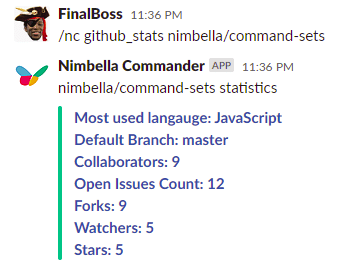 FinalBoss 11:36 PM
/nc github_stats nimbella/command-sets
Nimbella Commander APP 11:36 PM
nimbella/command-sets statistics
Most used langauge: JavaScript
Default Branch: master
Collaborators: 9
Open Issues Count: 12
Forks: 9
Watchers: 5
Stars: 5